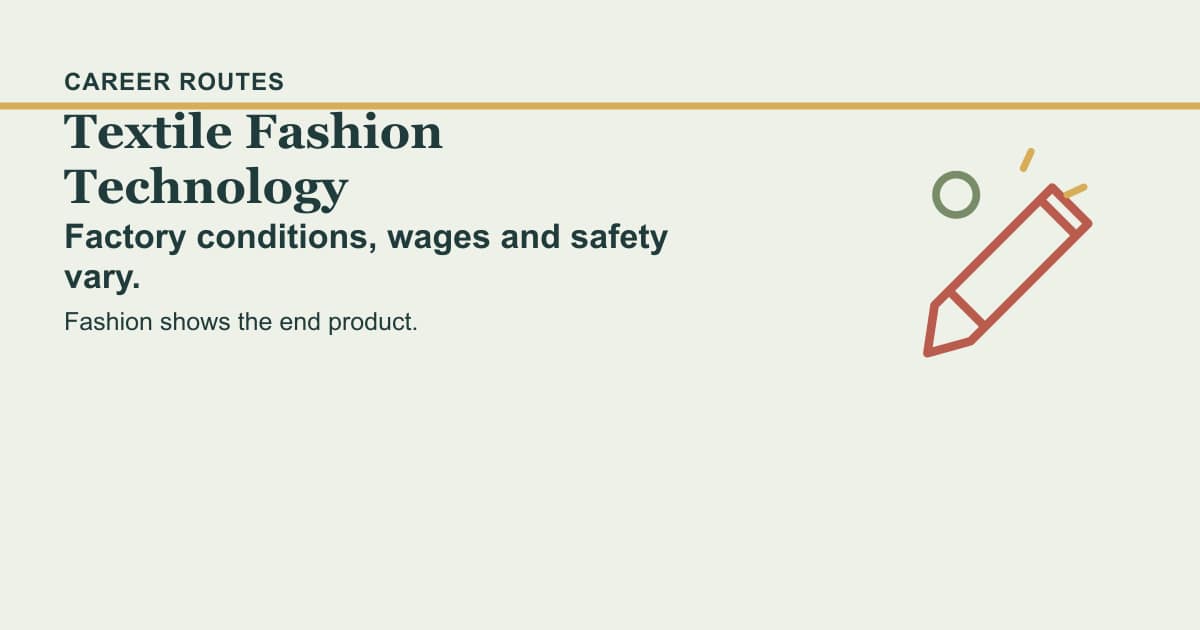 CAREER ROUTES
Textile Fashion
Technology
Factory conditions, wages and safety
vary.
Fashion shows the end product.